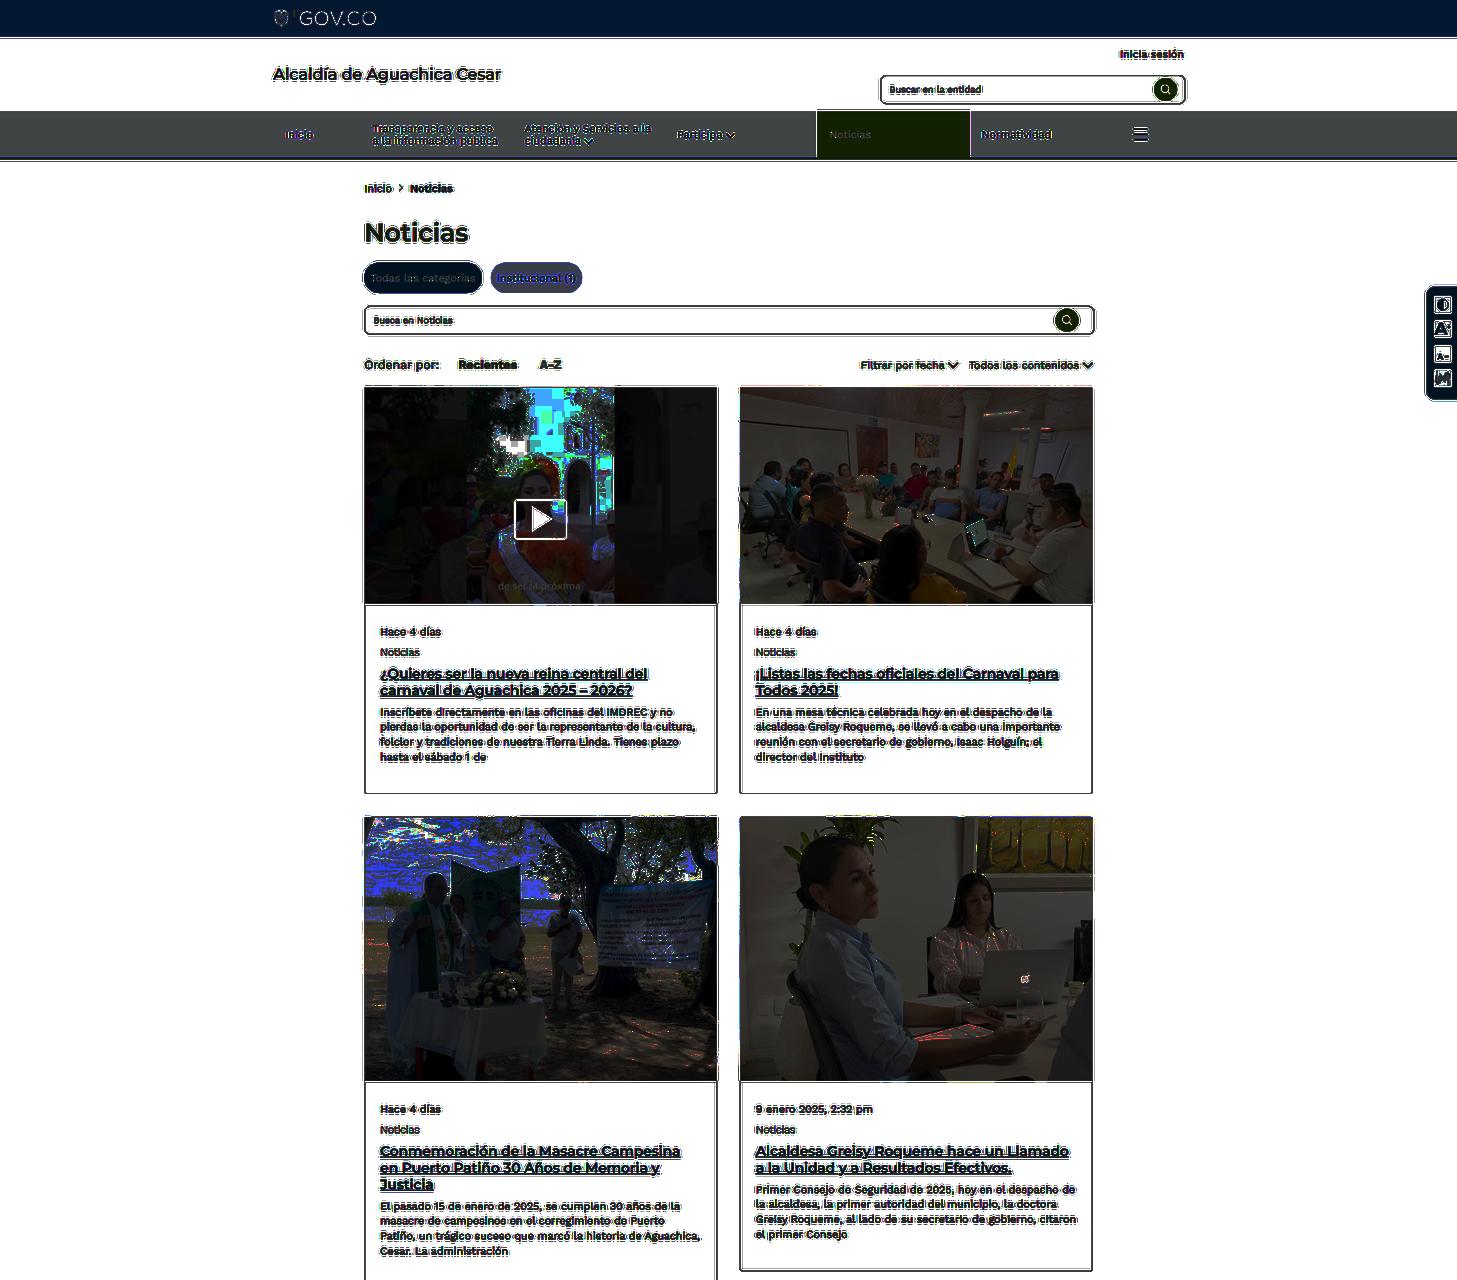 GOV.CO
Inicia sesión
Alcaldía de Aguachica Cesar
Buscar en la entidad
Inicio
Transparencia y acceso
a la información pública
Atención y Servicios a la
ciudadanía
Participa
Noticias
Normatividad
Inicio > Noticias
Noticias
Todas las categorías
Institucional (1)
Busca en Noticias
Ordenar por: Recientes A-Z
Filtrar por fecha Todos los contenidos
de ser la próxima
Hace 4 días
Noticias
¿Quieres ser la nueva reina central del
carnaval de Aguachica 2025 – 2026?
Inscríbete directamente en las oficinas del IMDREC y no
pierdas la oportunidad de ser la representante de la cultura,
folclor y tradiciones de nuestra Tierra Linda. Tienes plazo
hasta el sábado 1 de
Hace 4 días
Noticias
¡Listas las fechas oficiales del Carnaval para
Todos 2025!
En una mesa técnica celebrada hoy en el despacho de la
alcaldesa Greisy Roqueme, se llevó a cabo una importante
reunión con el secretario de gobierno, Isaac Holguín; el
director del Instituto
Hace 4 días
Noticias
Conmemoración de la Masacre Campesina
en Puerto Patiño 30 Años de Memoria y
Justicia
El pasado 15 de enero de 2025, se cumplen 30 años de la
masacre de campesinos en el corregimiento de Puerto
Patiño, un trágico suceso que marcó la historia de Aguachica,
Cesar. La administración
9 enero 2025, 2:32 pm
Noticias
Alcaldesa Greisy Roqueme hace un Llamado
a la Unidad y a Resultados Efectivos.
Primer Consejo de Seguridad de 2025, hoy en el despacho de
la alcaldesa, la primer autoridad del municipio, la doctora
Greisy Roqueme, al lado de su secretario de gobierno, citaron
el primer Consejo